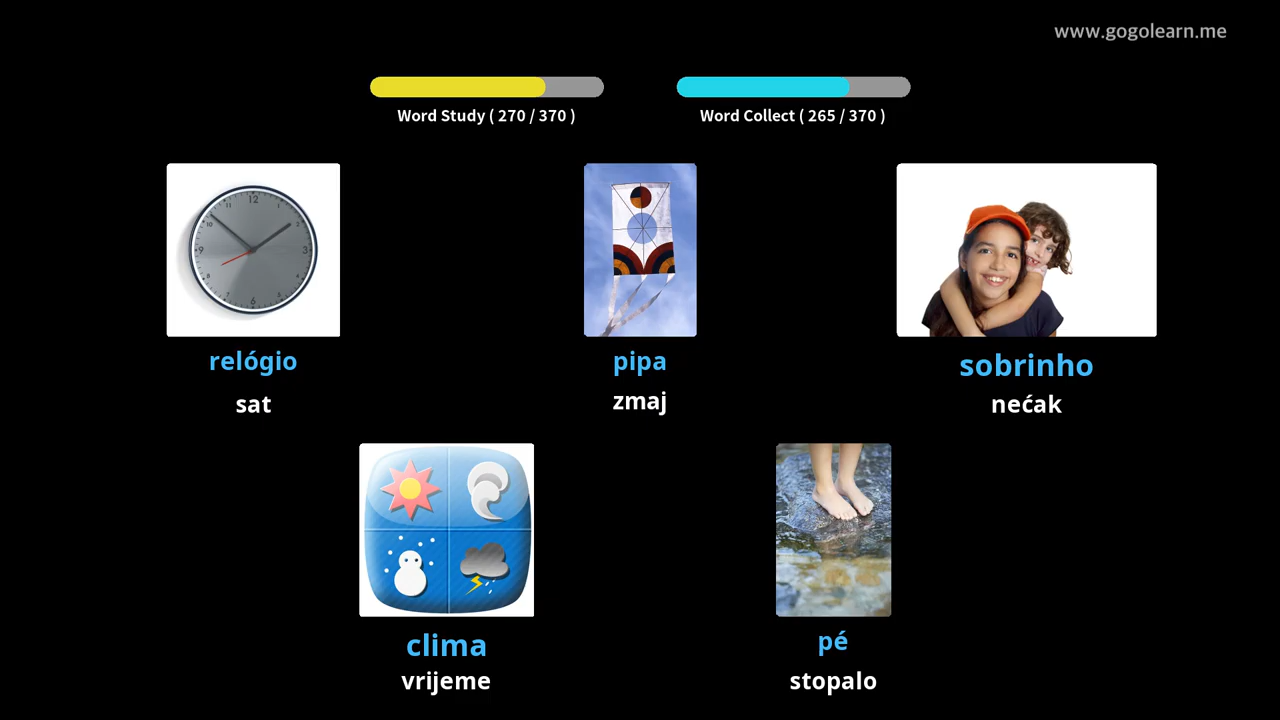 www.gogolearn.me
Word Study ( 270 / 370 )
Word Collect ( 265 / 370 )
relógio
sat
pipa
zmaj
sobrinho
nećak
clima
vrijeme
pé
stopalo